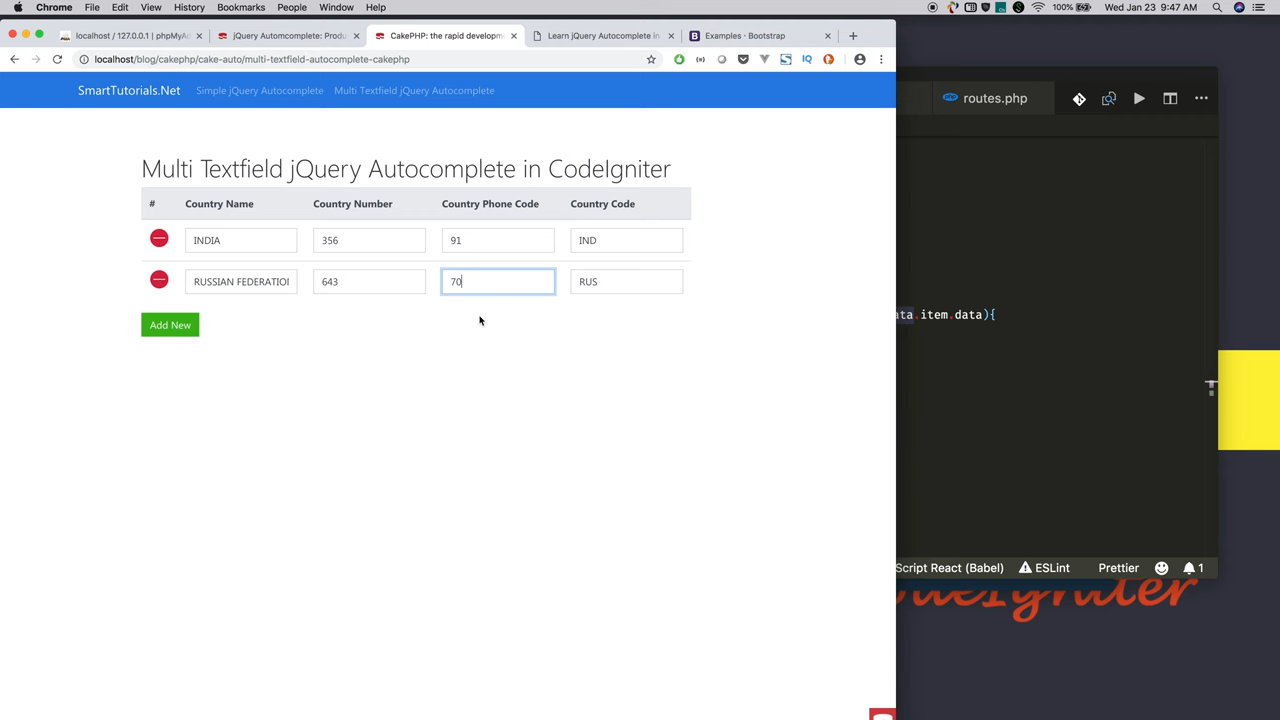 Chrome File Edit View History Bookmarks People Window Help 100% Wed Jan 23 9:47 AM
localhost / 127.0.0.1 | phpMyAd
jQuery Automcomplete: Produ
CakePHP: the rapid developm
Learn jQuery Autocomplete in
Examples · Bootstrap
localhost/blog/cakephp/cake-auto/multi-textfield-autocomplete-cakephp
SmartTutorials.Net Simple jQuery Autocomplete Multi Textfield jQuery Autocomplete
routes.php
Multi Textfield jQuery Autocomplete in CodeIgniter
# Country Name Country Number Country Phone Code Country Code
INDIA 356 91 IND
RUSSIAN FEDERATION 643 70 RUS
Add New
ata.item.data){
Script React (Babel) ESLint Prettier 1